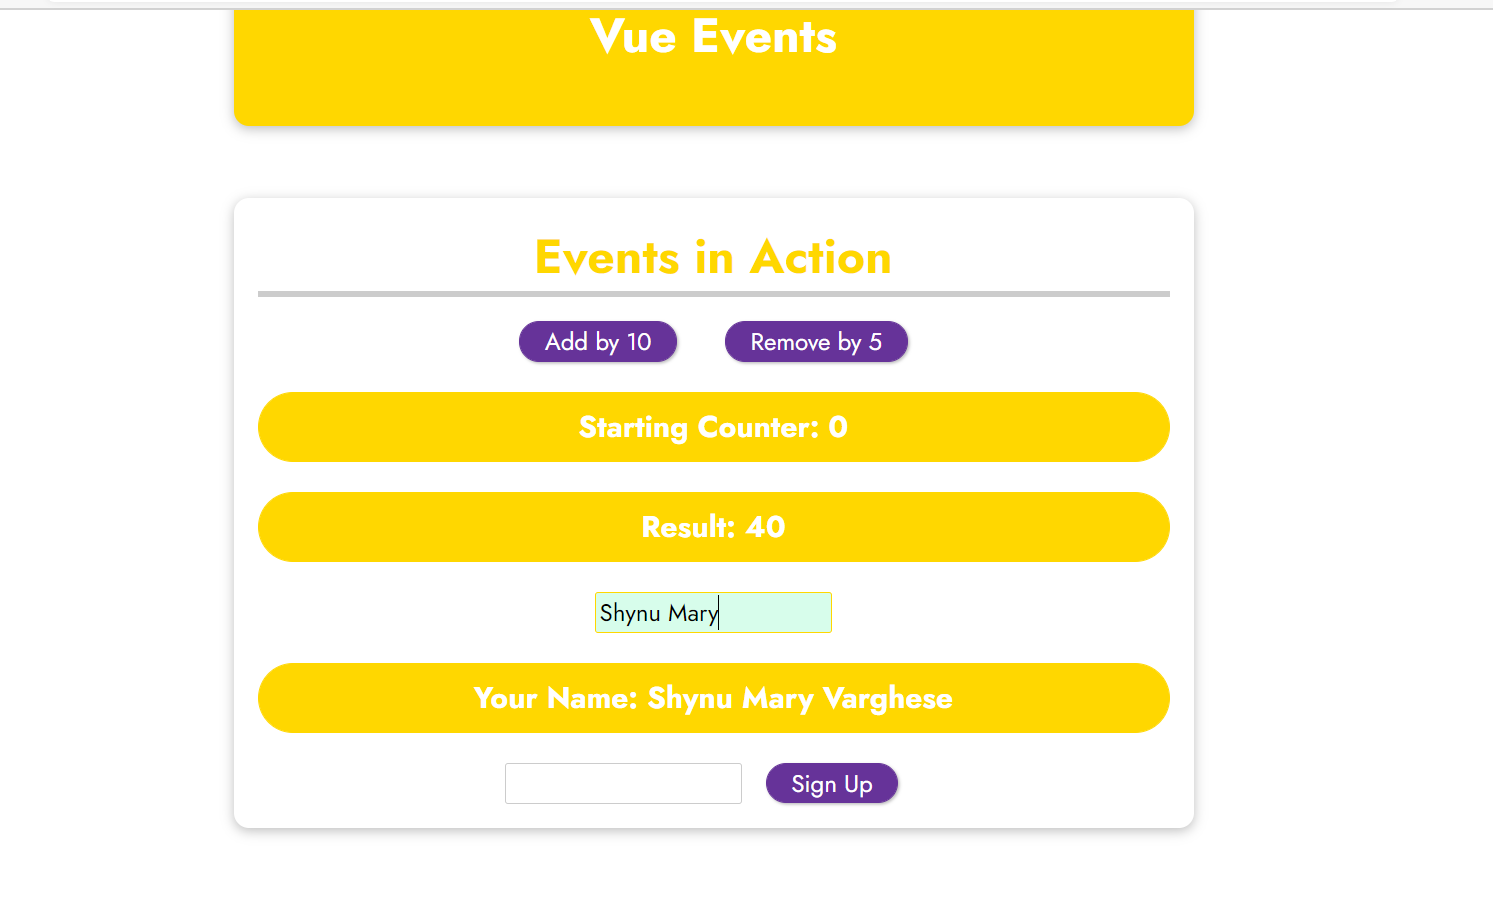 Vue Events
Events in Action
Add by 10 Remove by 5
Starting Counter: 0
Result: 40
Shynu Mary
Your Name: Shynu Mary Varghese
Sign Up